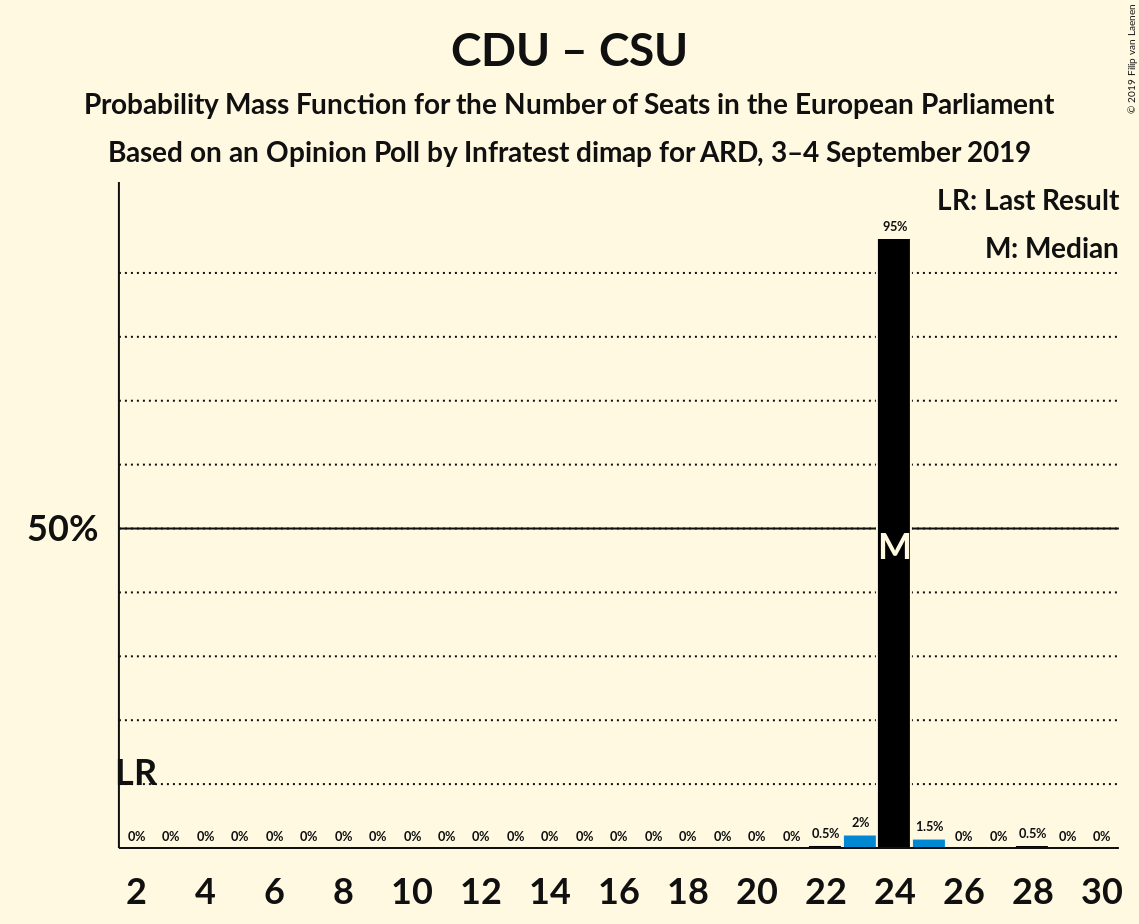 CDU – CSU
Probability Mass Function for the Number of Seats in the European Parliament
Based on an Opinion Poll by Infratest dimap for ARD, 3–4 September 2019
© 2019 Filip van Laenen
LR: Last Result
M: Median
95%
50%
M
LR
0% 0% 0% 0% 0% 0% 0% 0% 0% 0% 0% 0% 0% 0% 0% 0% 0% 0% 0% 0% 0.5% 2% 1.5% 0% 0% 0.5% 0% 0%
2 4 6 8 10 12 14 16 18 20 22 24 26 28 30